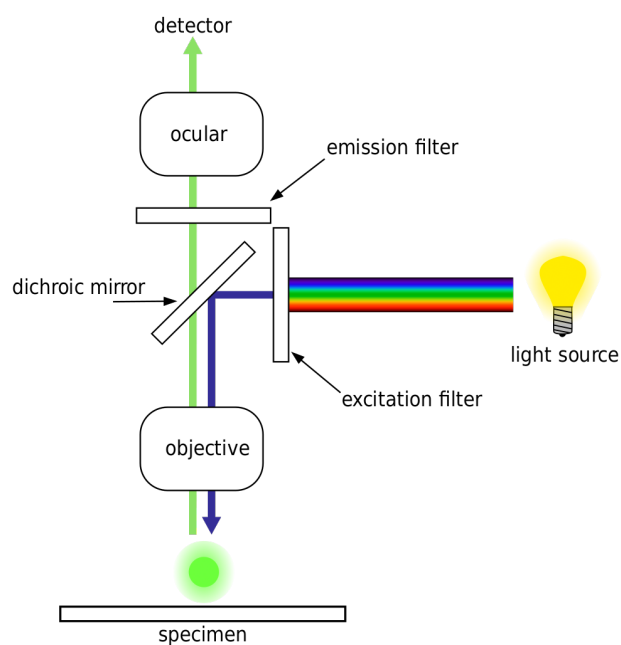 detector
ocular
emission filter
dichroic mirror
light source
excitation filter
objective
specimen